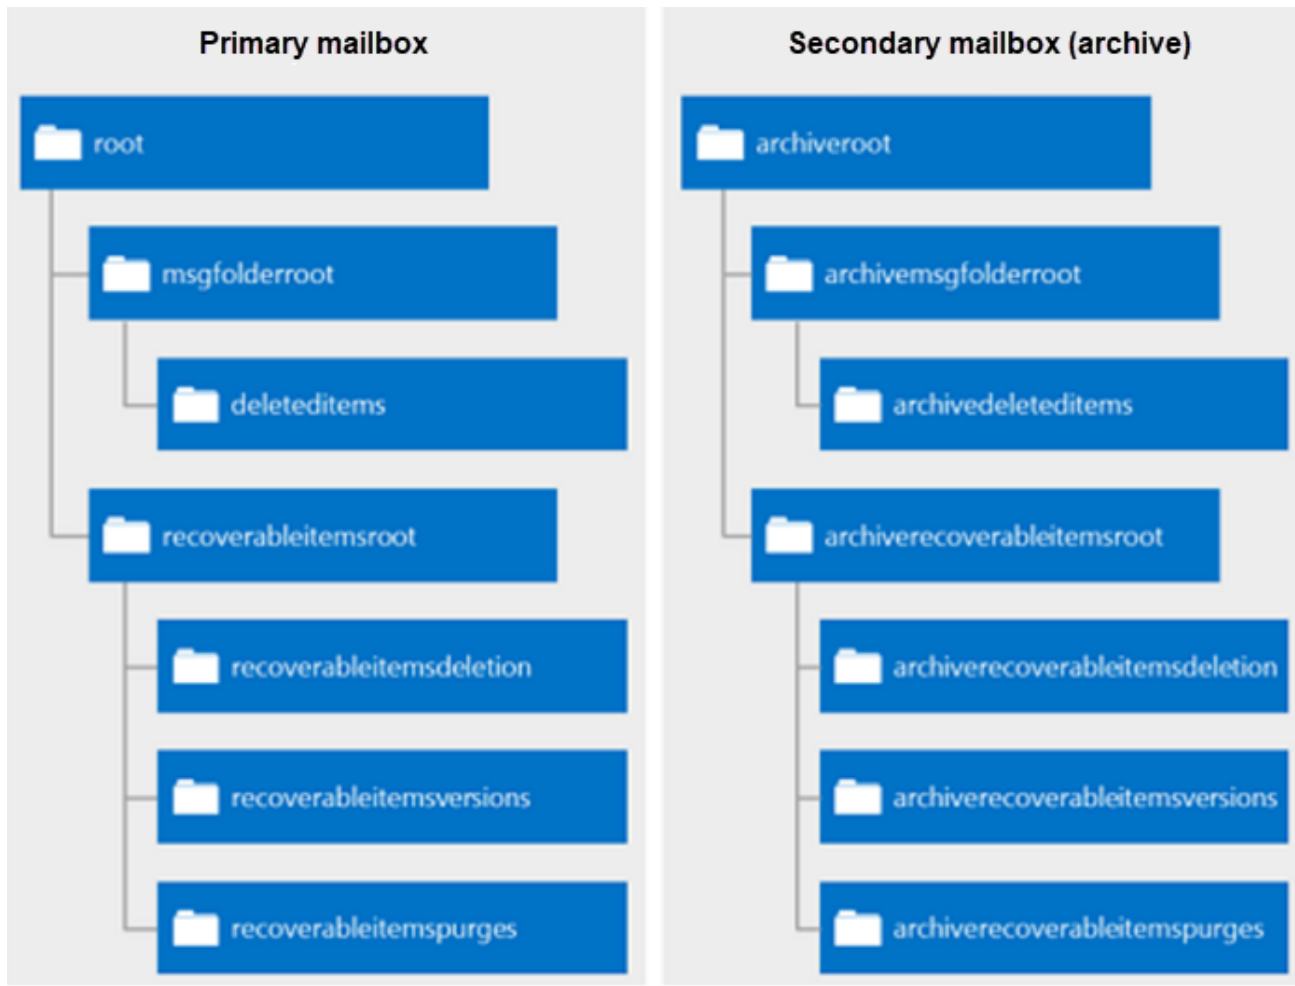 Primary mailbox
root
msgfolderroot
deleteditems
recoverableitemsroot
recoverableitemsdeletion
recoverableitemsversions
recoverableitemspurges
Secondary mailbox (archive)
archiveroot
archivemsgfolderroot
archivedeleteditems
archiverecoverableitemsroot
archiverecoverableitemsdeletion
archiverecoverableitemsversions
archiverecoverableitemspurges